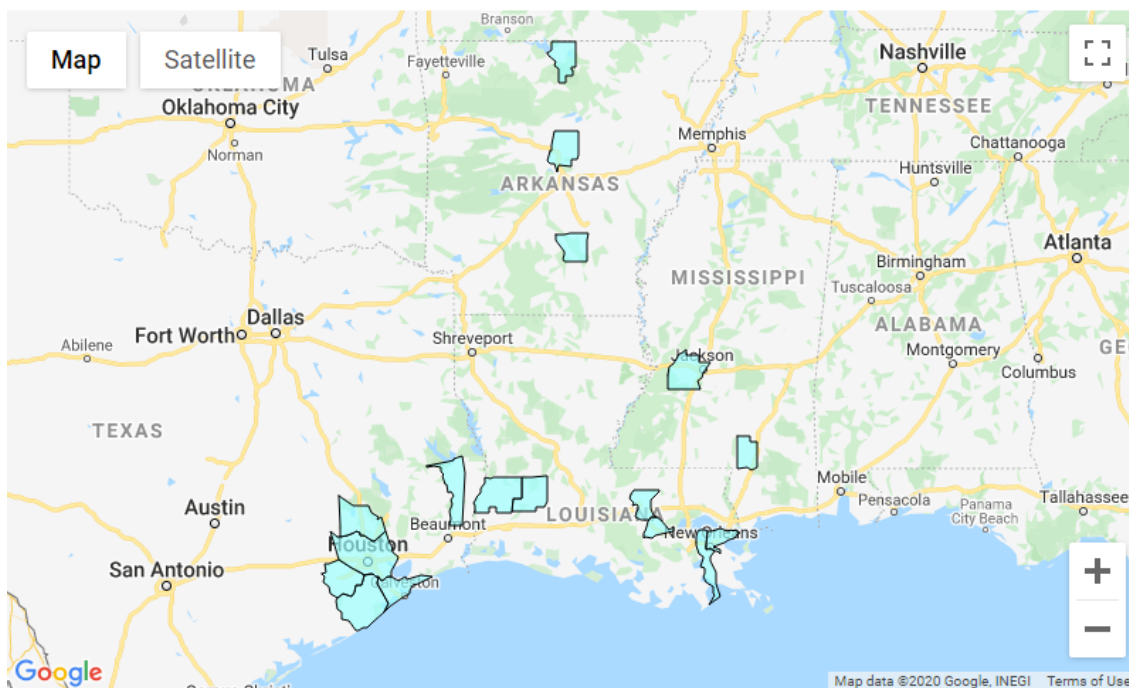 Branson
Map
Satellite
Tulsa
Fayetteville
Nashville
OKLAHOMA
Oklahoma City
TENNESSEE
Norman
Memphis
Chattanooga
Huntsville
ARKANSAS
Atlanta
Birmingham
MISSISSIPPI
Tuscaloosa
Dallas
ALABAMA
Fort Worth
Abilene
Shreveport
Jackson
Montgomery
GE
Columbus
TEXAS
Mobile
Pensacola
Tallahassee
Austin
LOUISIANA
Panama
City Beach
Beaumont
New Orleans
Houston
San Antonio
Galveston
Google
Map data ©2020 Google, INEGI
Terms of Use